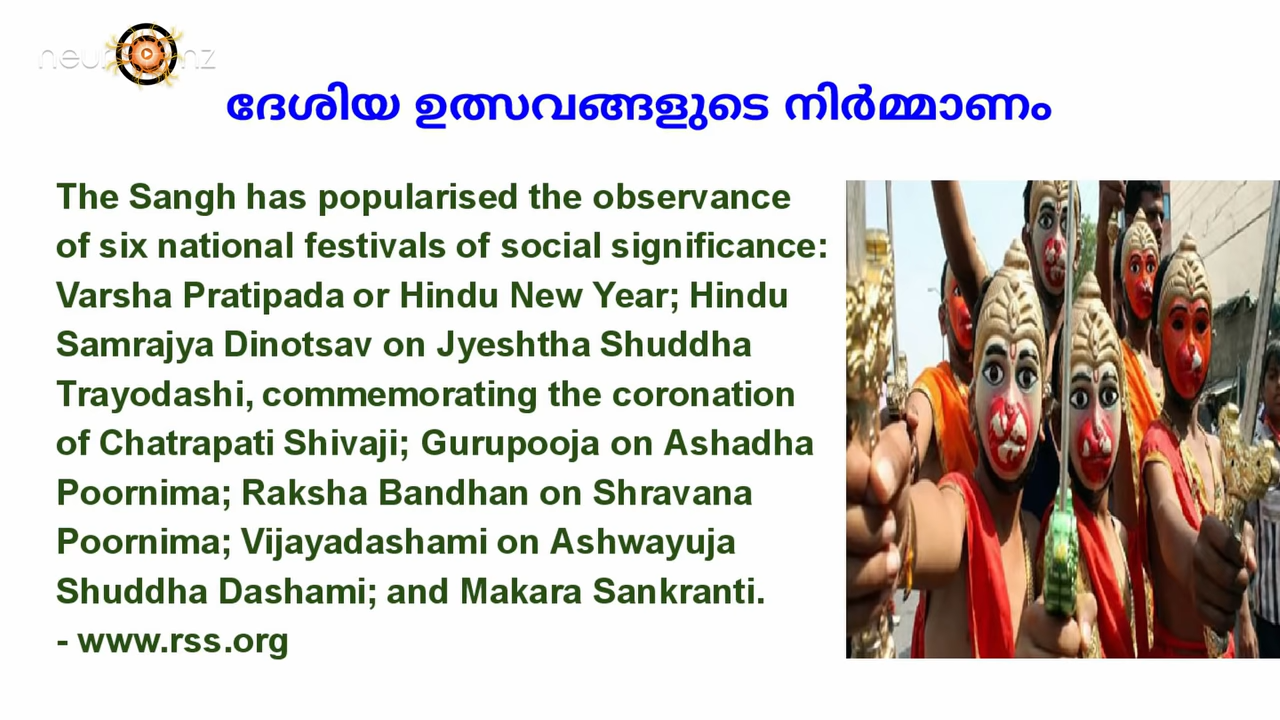 ദേശിയ ഉത്സവങ്ങളുടെ നിർമ്മാണം
The Sangh has popularised the observance
of six national festivals of social significance:
Varsha Pratipada or Hindu New Year; Hindu
Samrajya Dinotsav on Jyeshtha Shuddha
Trayodashi, commemorating the coronation
of Chatrapati Shivaji; Gurupooja on Ashadha
Poornima; Raksha Bandhan on Shravana
Poornima; Vijayadashami on Ashwayuja
Shuddha Dashami; and Makara Sankranti.
- www.rss.org